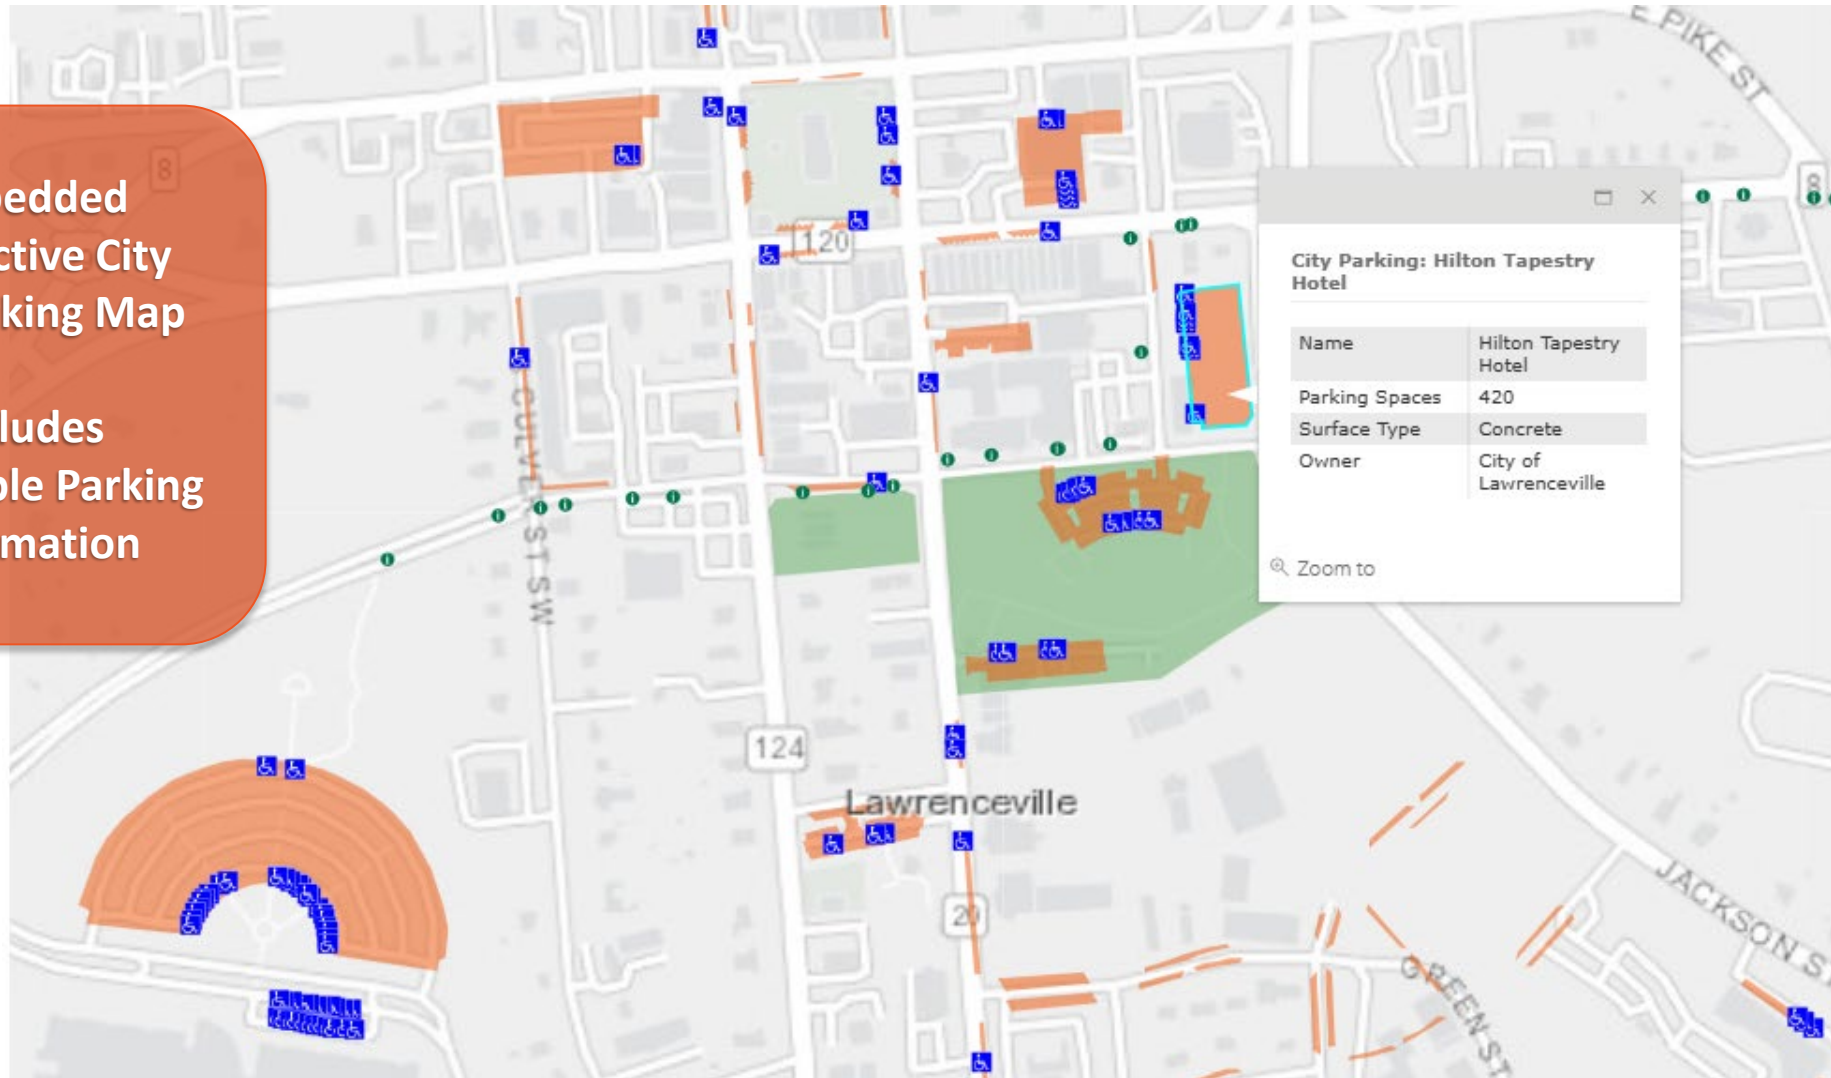 E PIKE ST
8
8
120
bedded
ctive City
king Map
ludes
ble Parking
rmation
City Parking: Hilton Tapestry
Hotel
Name Hilton Tapestry
Hotel
Parking Spaces 420
Surface Type Concrete
Owner City of
Lawrenceville
Zoom to
CULVER ST SW
124
Lawrenceville
20
JACKSON S
GREEN ST